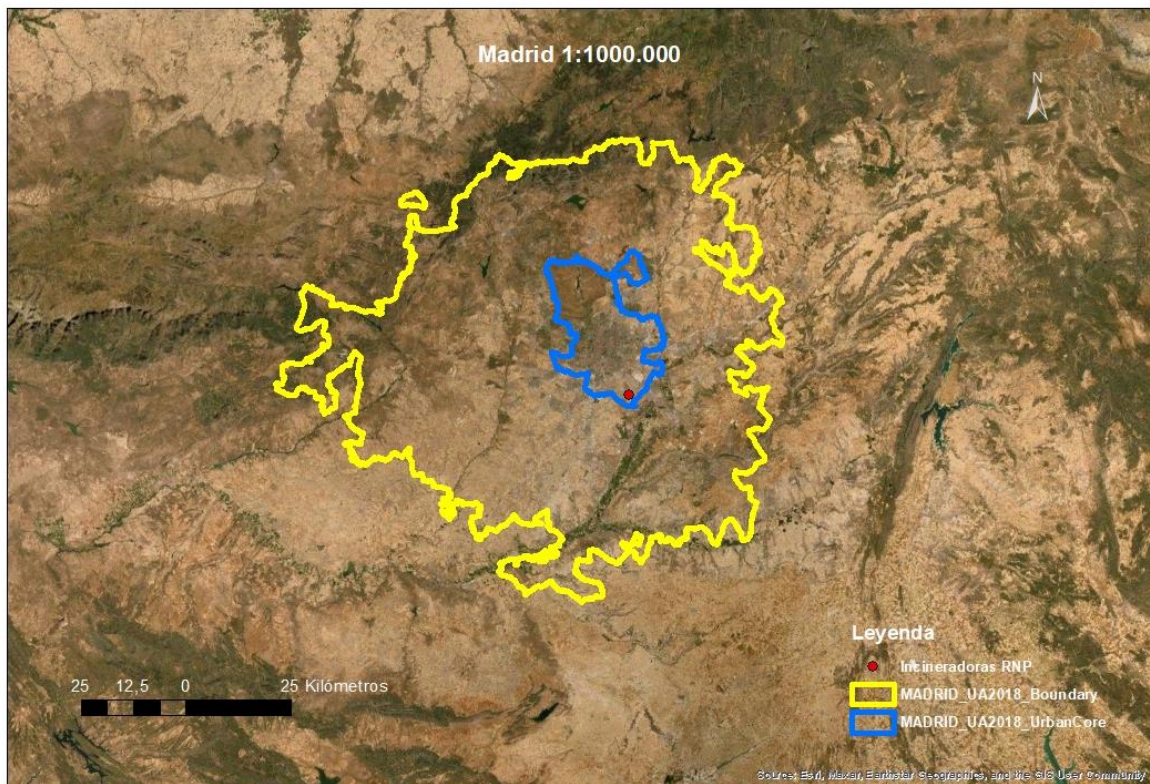 Madrid 1:1000.000
N
Leyenda
Incineradoras RNP
MADRID_UA2018_Boundary
MADRID_UA2018_UrbanCore
25 12,5 0 25 Kilómetros
Source: Esri, Maxar, Earthstar Geographics, and the GIS User Community